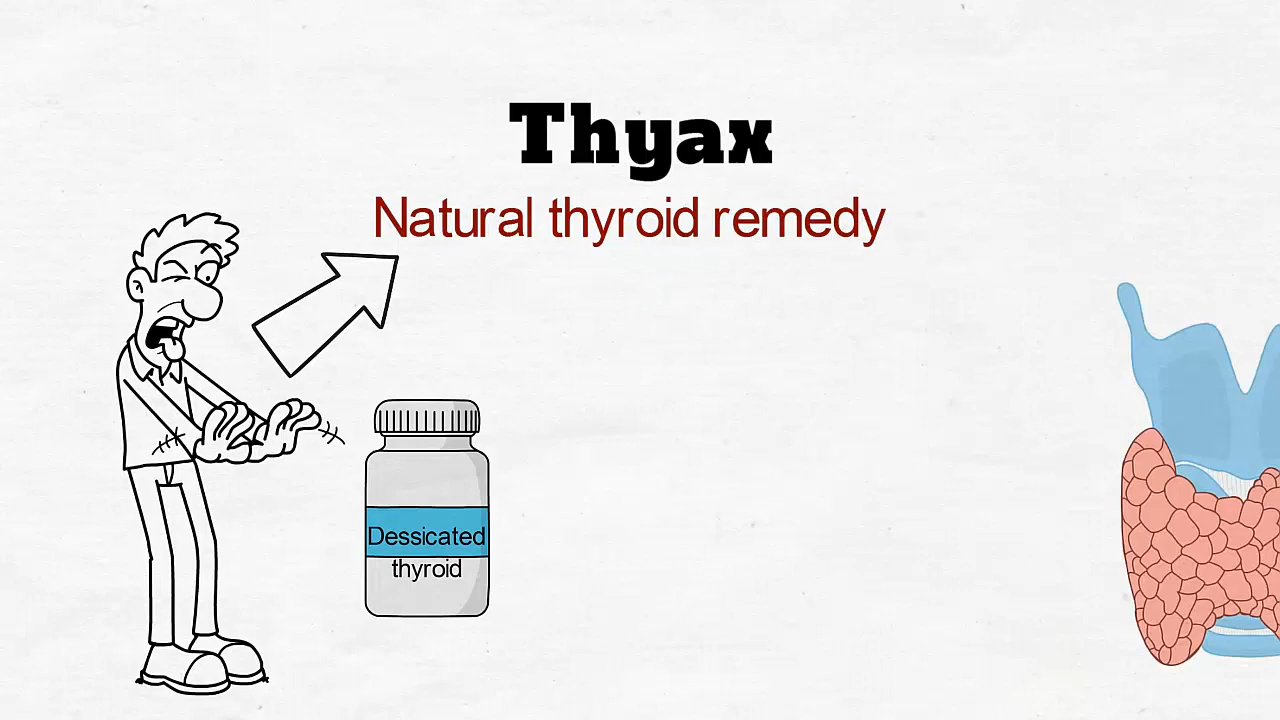 Thyax
Natural thyroid remedy
Dessicated
thyroid